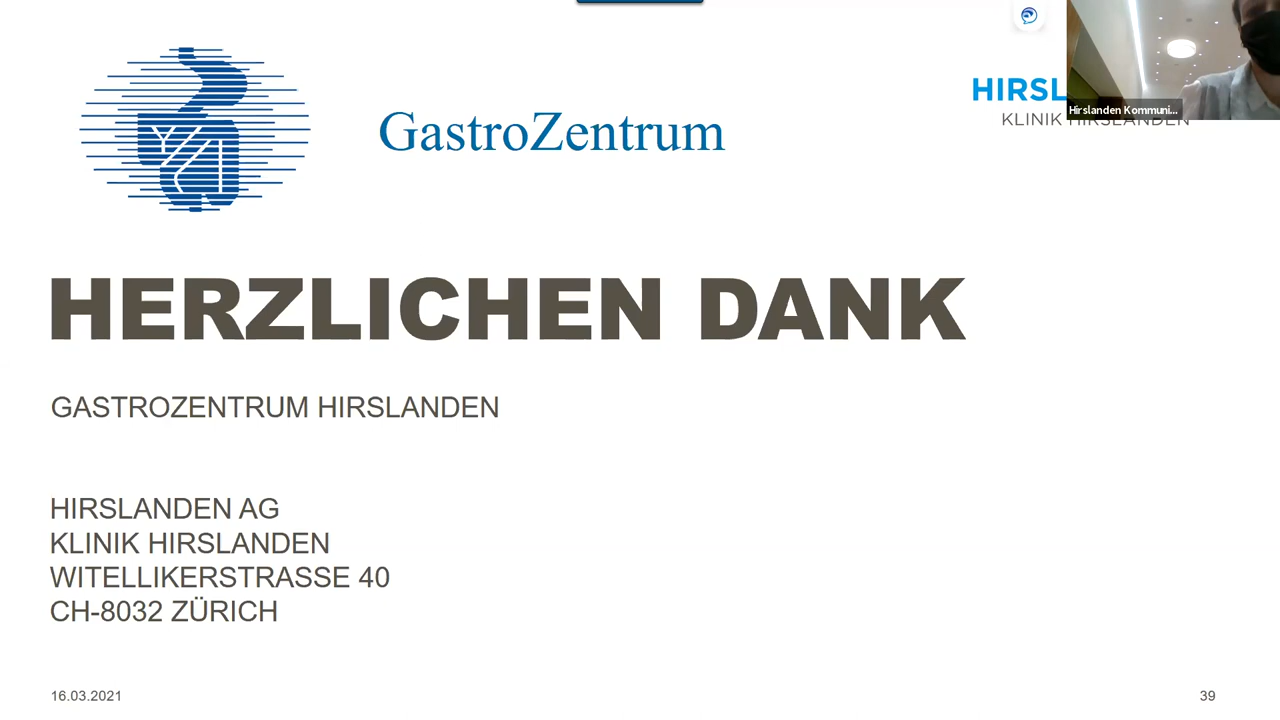 GastroZentrum
HIRSL
Hirslanden Kommuni...
KLINIK HIRSLANDEN
HERZLICHEN DANK
GASTROZENTRUM HIRSLANDEN
HIRSLANDEN AG
KLINIK HIRSLANDEN
WITELLIKERSTRASSE 40
CH-8032 ZÜRICH
16.03.2021
39